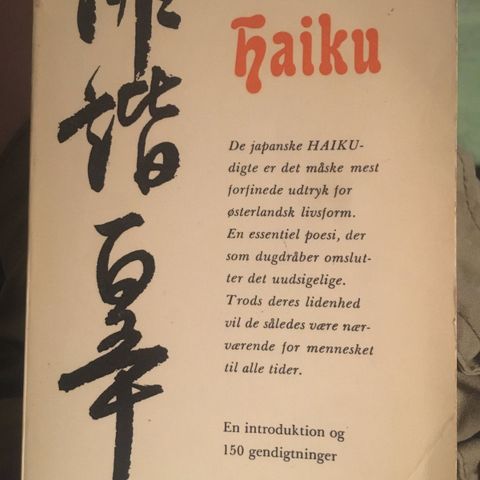 俳諧
Haiku
De japanske HAIKU-
digte er det måske mest
forfinede udtryk for
østerlandsk livsform.
En essentiel poesi, der
som dugdråber omslut-
ter det uudsigelige.
Trods deres lidenhed
vil de således være nær-
værende for mennesket
til alle tider.
En introduktion og
150 gendigtninger